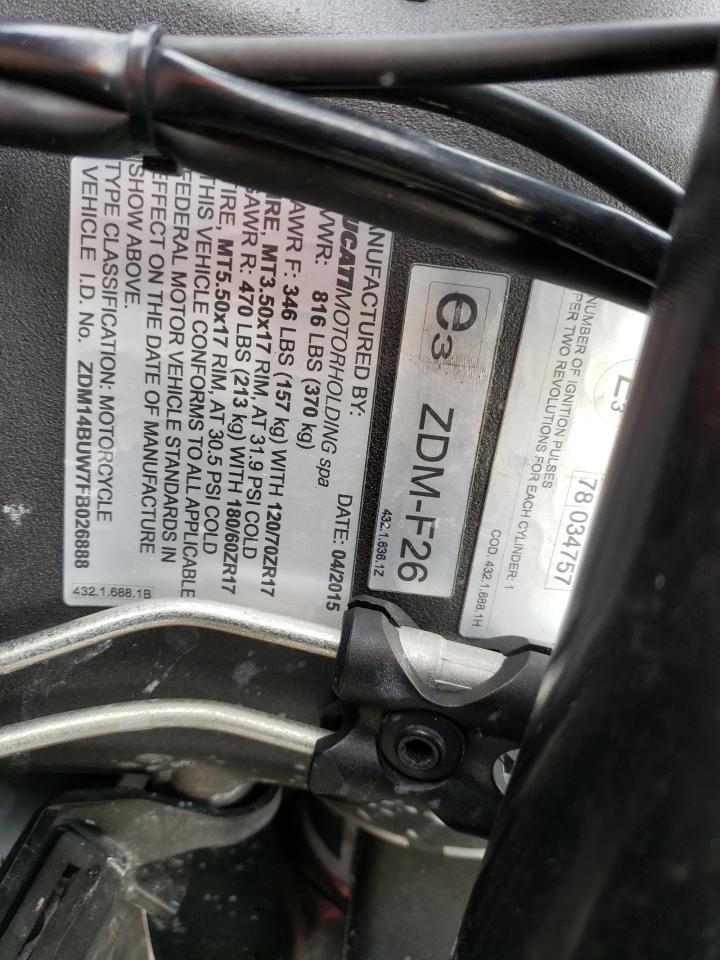 78 034757
NUMBER OF IGNITION PULSES
PER TWO REVOLUTIONS FOR EACH CYLINDER: 1
COD. 432.1.688.1H
e3 ZDM-F26
432.1.636.1Z
ANUFACTURED BY:
UCATIMOTORHOLDING spa DATE: 04/2015
VWR: 816 LBS (370 kg)
AWR F: 346 LBS (157 kg) WITH 120/70ZR17
IRE, MT3.50x17 RIM, AT 31.9 PSI COLD
GAWR R: 470 LBS (213 kg) WITH 180/60ZR17
TIRE, MT5.50x17 RIM, AT 30.5 PSI COLD
THIS VEHICLE CONFORMS TO ALL APPLICABLE
FEDERAL MOTOR VEHICLE STANDARDS IN
EFFECT ON THE DATE OF MANUFACTURE
SHOW ABOVE.
TYPE CLASSIFICATION: MOTORCYCLE
VEHICLE I.D. No. ZDM14BUW7FB026888
432.1.688.1B